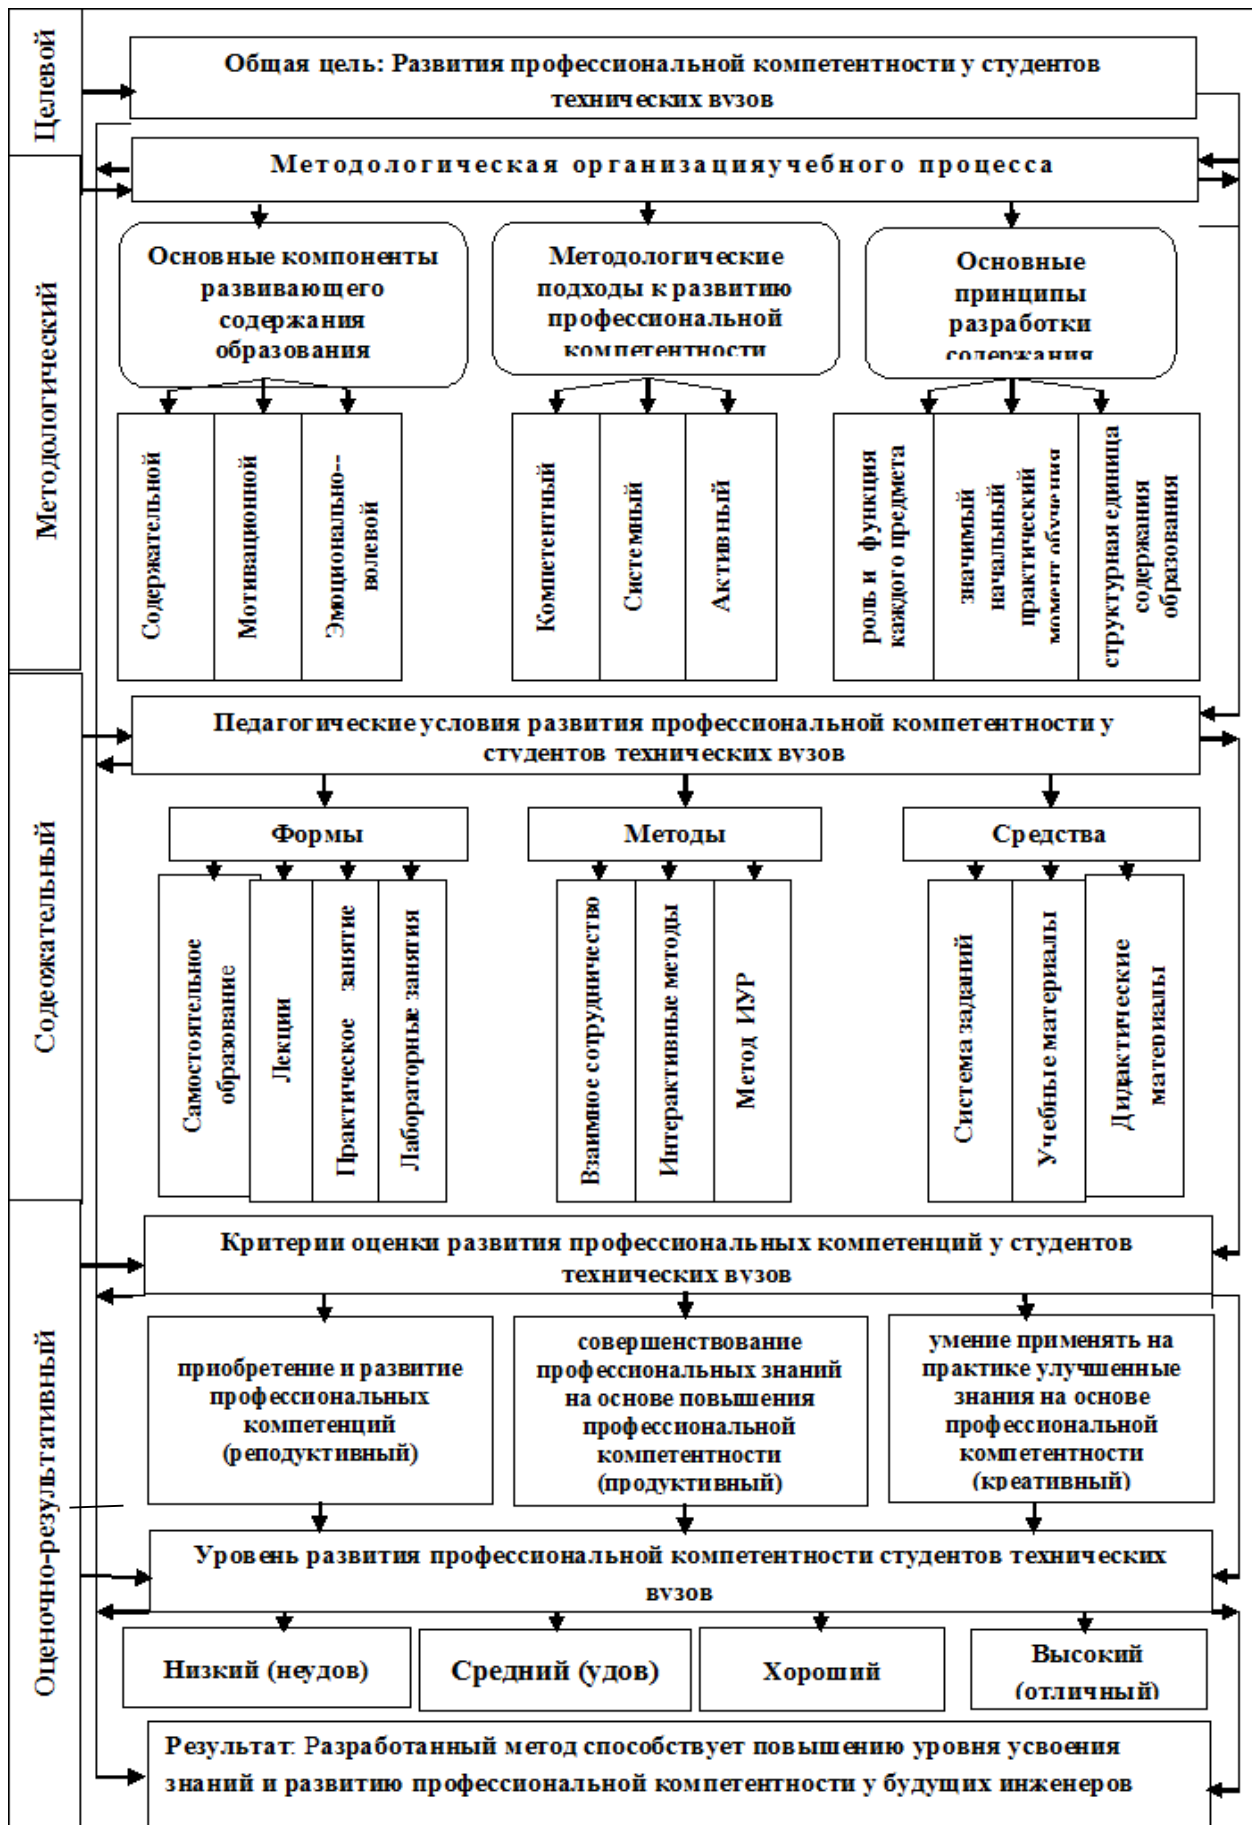 Целевой
Общая цель: Развития профессиональной компетентности у студентов
технических вузов
Методологический
Методологическая организацияучебного процесса
Основные компоненты
развивающего
содержания
образования
Методологические
подходы к развитию
профессиональной
компетентности
Основные
принципы
разработки
содержания
Содержательной
Мотивационной
Эмоционально--
волевой
Компетентный
Системный
Активный
роль и функция
каждого предмета
значимый
начальный
практический
момент обучения
структурная единица
содержания
образования
Содеожательный
Педагогические условия развития профессиональной компетентности у
студентов технических вузов
Формы
Методы
Средства
Самостоятельное
образование
Лекции
Практическое занятие
Лабораторные занятия
Взаимное сотрудничество
Интерактивные методы
Метод ИУР
Система заданий
Учебные материалы
Дидактические
материалы
Оценочно-результативный
Критерии оценки развития профессиональных компетенций у студентов
технических вузов
приобретение и развитие
профессиональных
компетенций
(реподуктивный)
совершенствование
профессиональных знаний
на основе повышения
профессиональной
компетентности
(продуктивный)
умение применять на
практике улучшенные
знания на основе
профессиональной
компетентности
(креативный)
Уровень развития профессиональной компетентности студентов технических
вузов
Низкий (неудов)
Средний (удов)
Хороший
Высокий
(отличный)
Результат: Разработанный метод способствует повышению уровня усвоения
знаний и развитию профессиональной компетентности у будущих инженеров